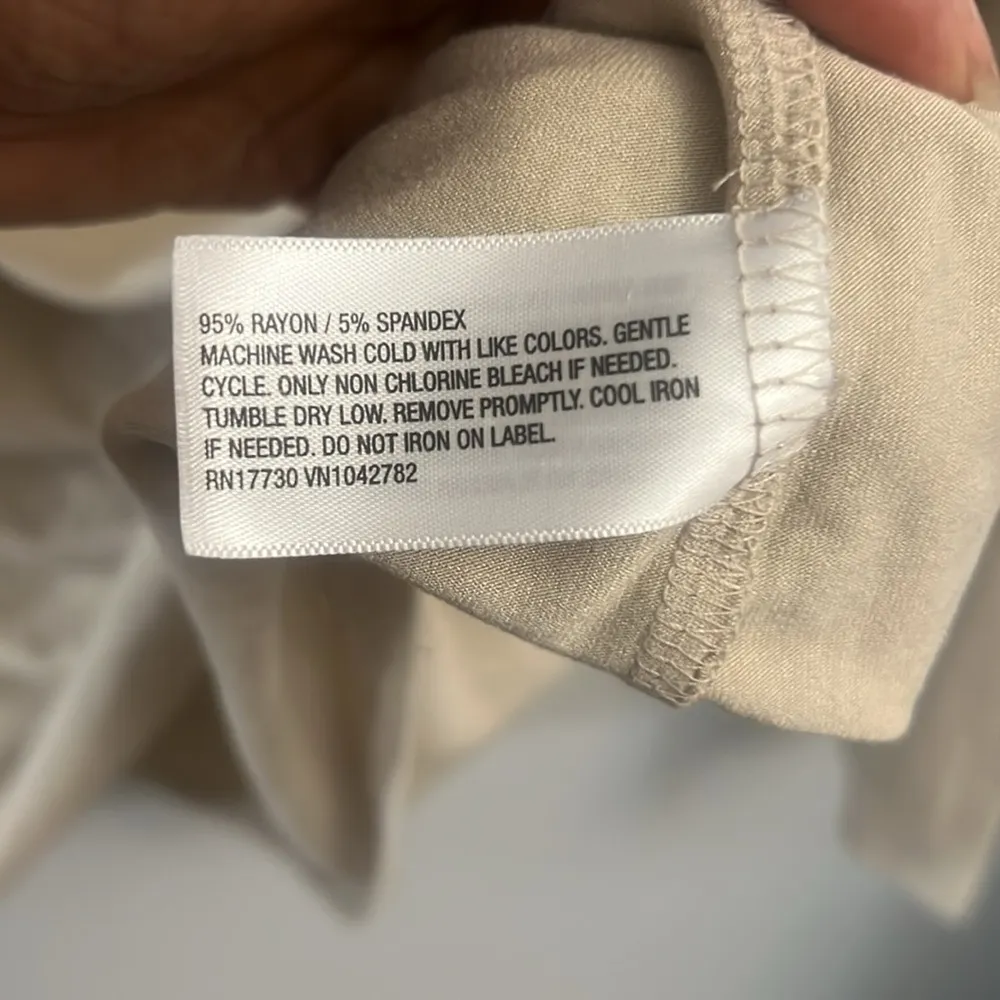 95% RAYON / 5% SPANDEX
MACHINE WASH COLD WITH LIKE COLORS. GENTLE
CYCLE. ONLY NON CHLORINE BLEACH IF NEEDED.
TUMBLE DRY LOW. REMOVE PROMPTLY. COOL IRON
IF NEEDED. DO NOT IRON ON LABEL.
RN17730 VN1042782